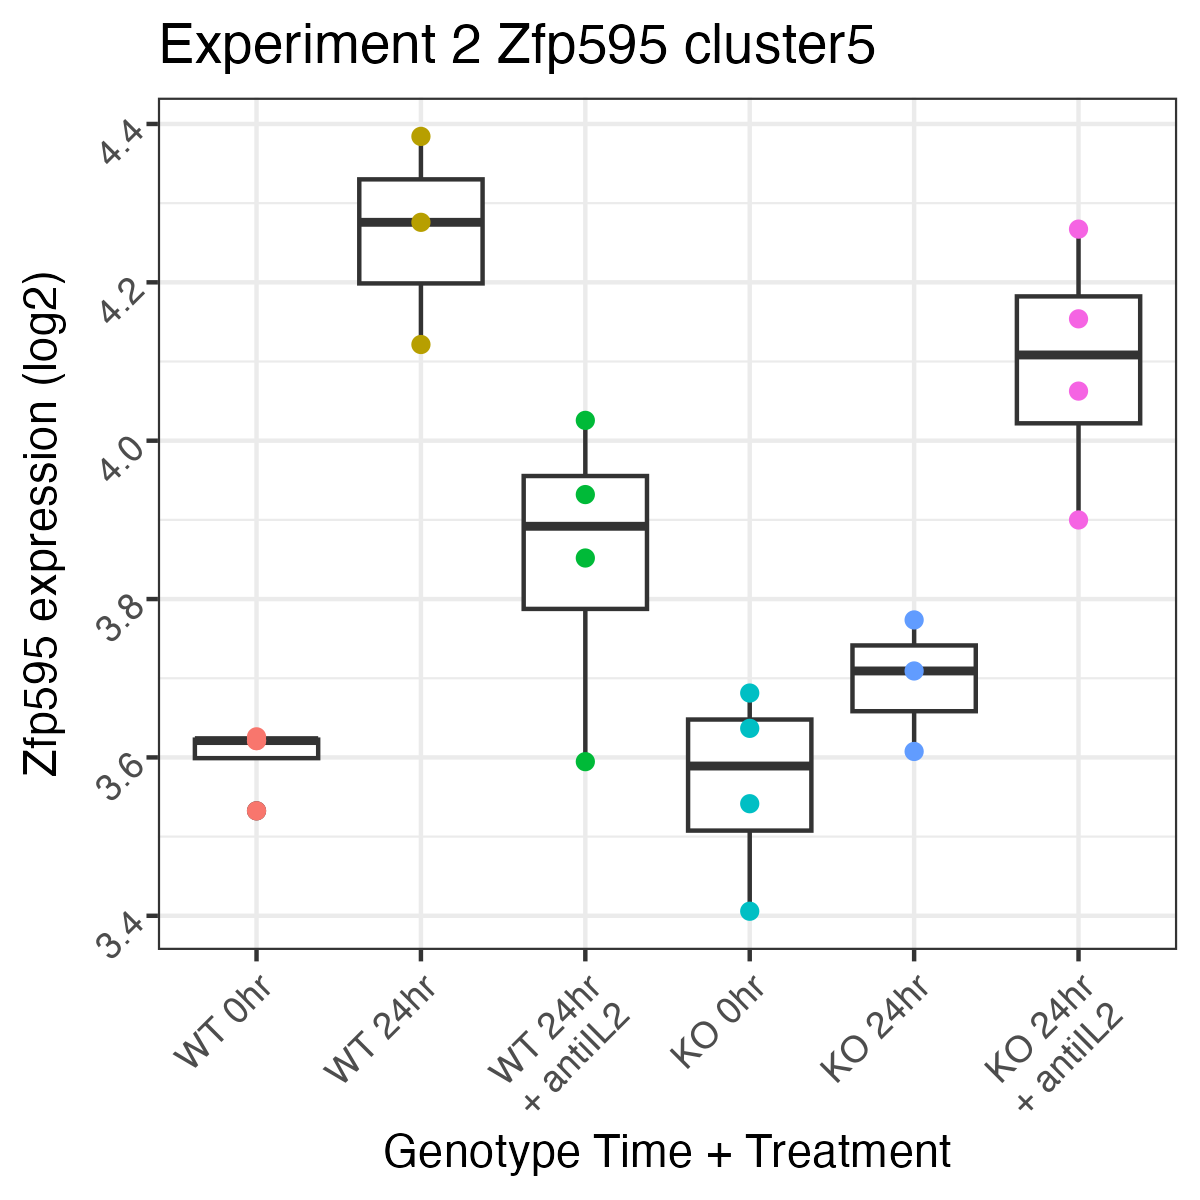 Experiment 2 Zfp595 cluster5
Zfp595 expression (log2)
4.4
4.2
4.0
3.8
3.6
3.4
WT 0hr
WT 24hr
WT 24hr
+ antiIL2
KO 0hr
KO 24hr
KO 24hr
+ antiIL2
Genotype Time + Treatment